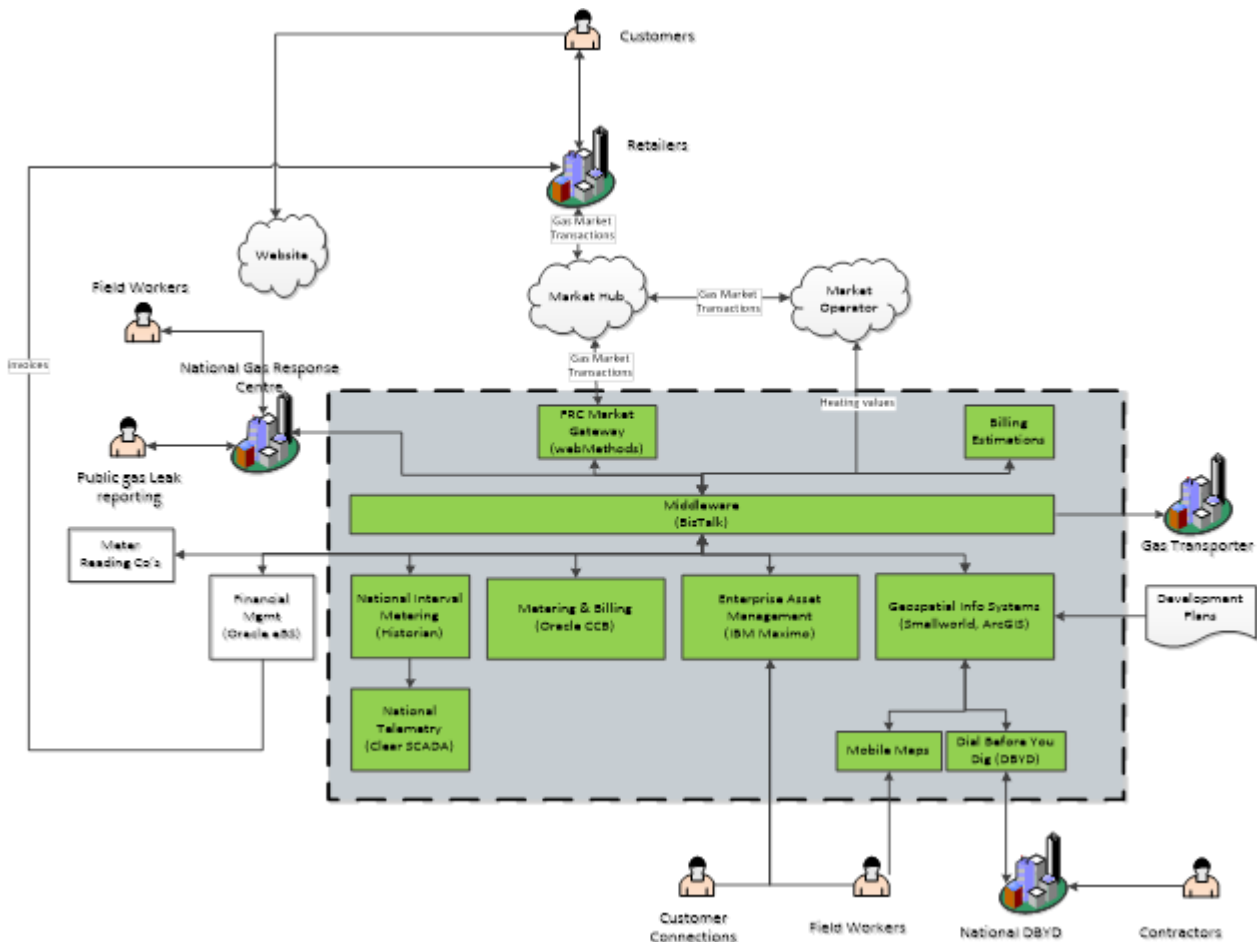 Customers
Retailers
Gas Market
Transactions
Website
Market Hub
Gas Market
Transactions
Market
Operator
Field Workers
invoices
National Gas Response
Centre
Gas Market
Transactions
Heating values
FRC Market
Gateway
(webMethods)
Billing
Estimations
Public gas Leak
reporting
Middleware
(BizTalk)
Gas Transporter
Meter
Reading Co's
Financial
Mgmt
(Oracle eBS)
National Interval
Metering
(Historian)
Metering & Billing
(Oracle CCB)
Enterprise Asset
Management
(IBM Maximo)
Geospatial Info Systems
(Smallworld, ArcGIS)
Development
Plans
National
Telemetry
(Clear SCADA)
Mobile Maps
Dial Before You
Dig (DBYD)
Customer
Connections
Field Workers
National DBYD
Contractors